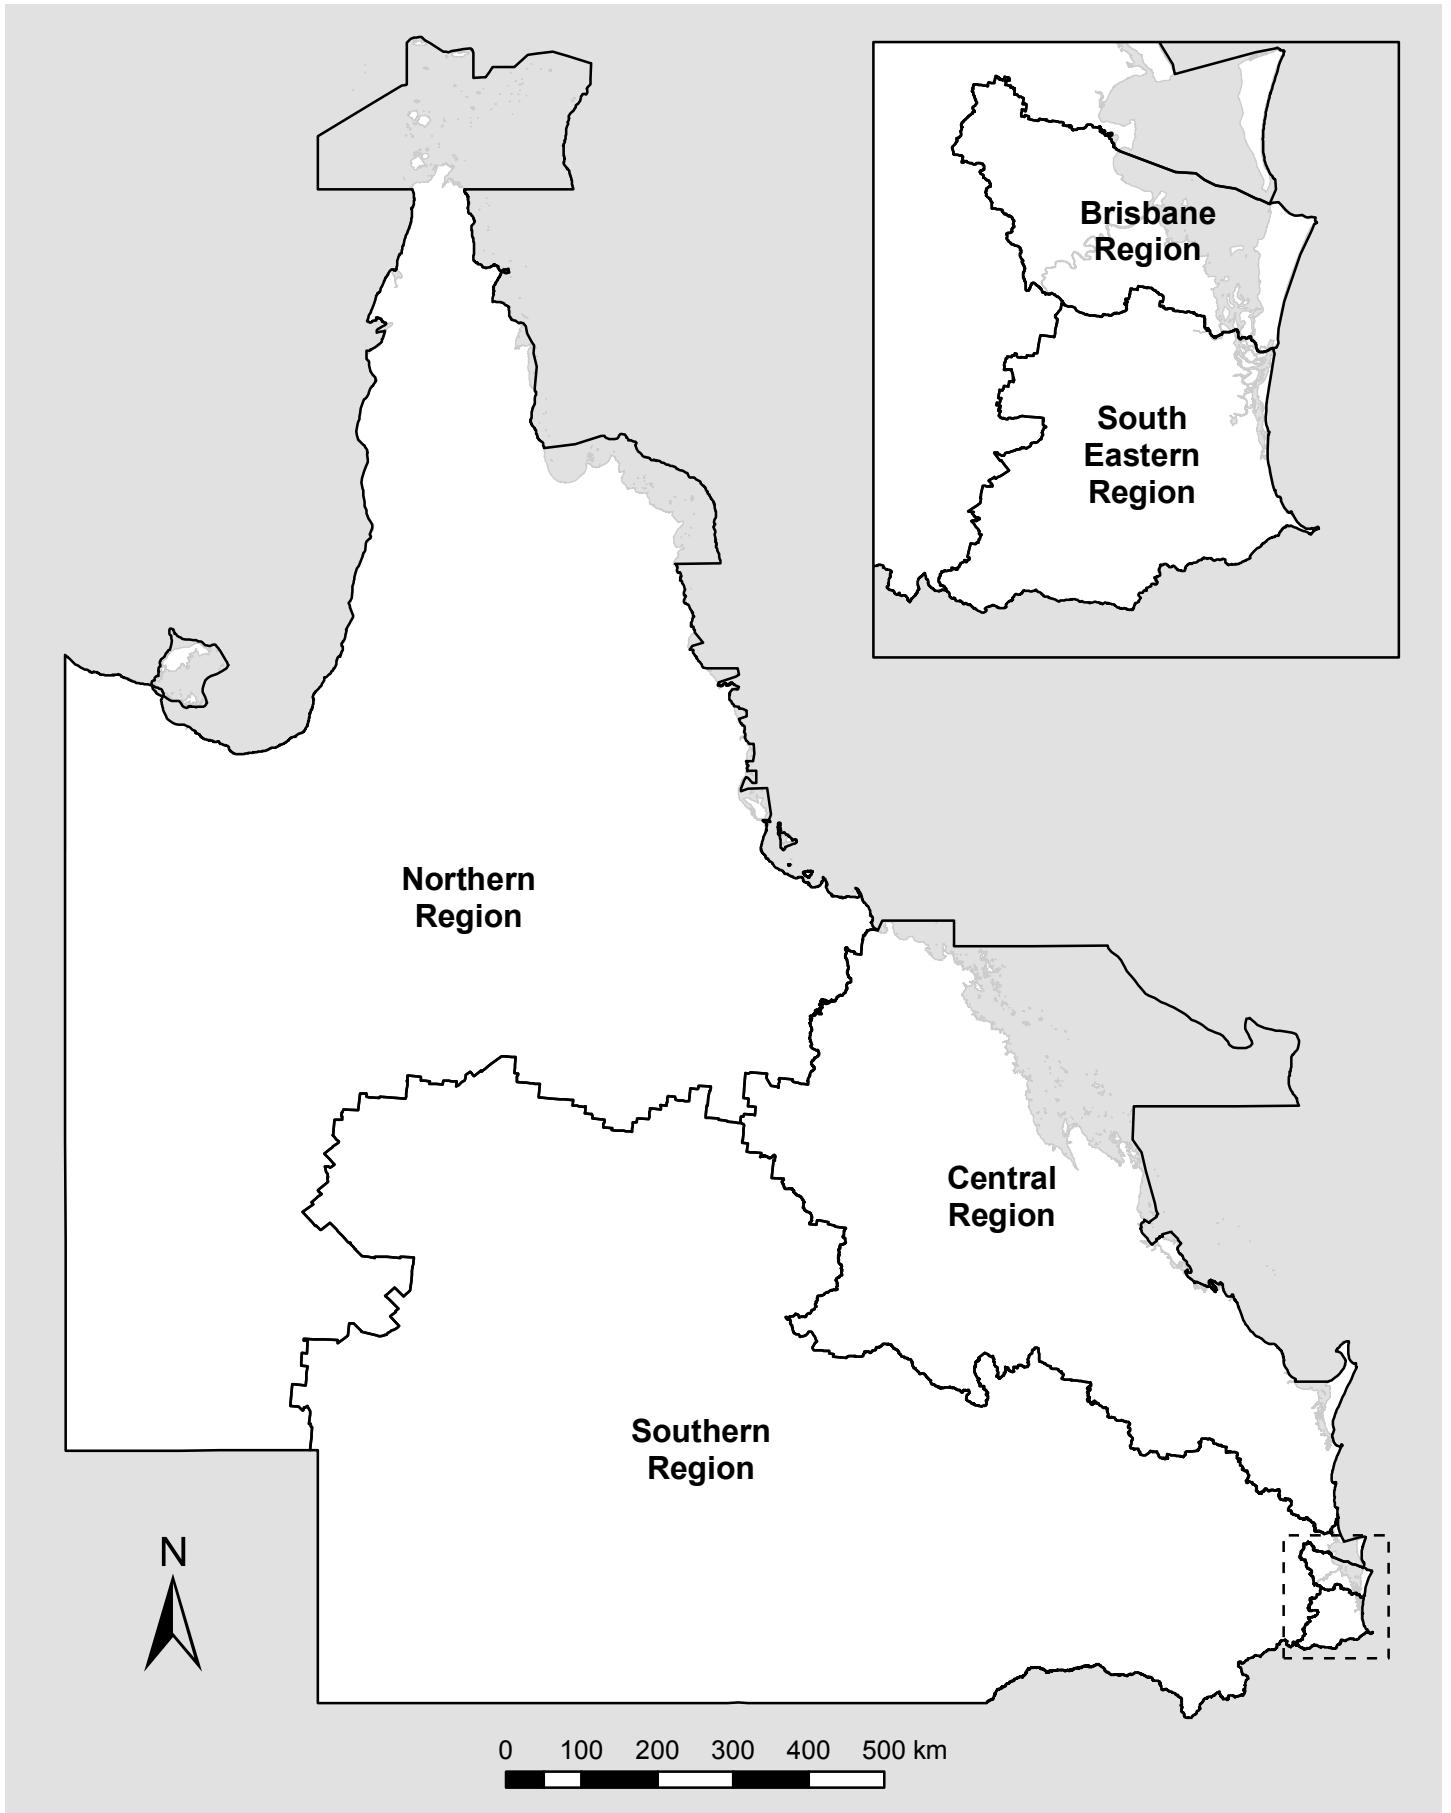 Brisbane
Region
South
Eastern
Region
Northern
Region
Central
Region
Southern
Region
N
0 100 200 300 400 500 km